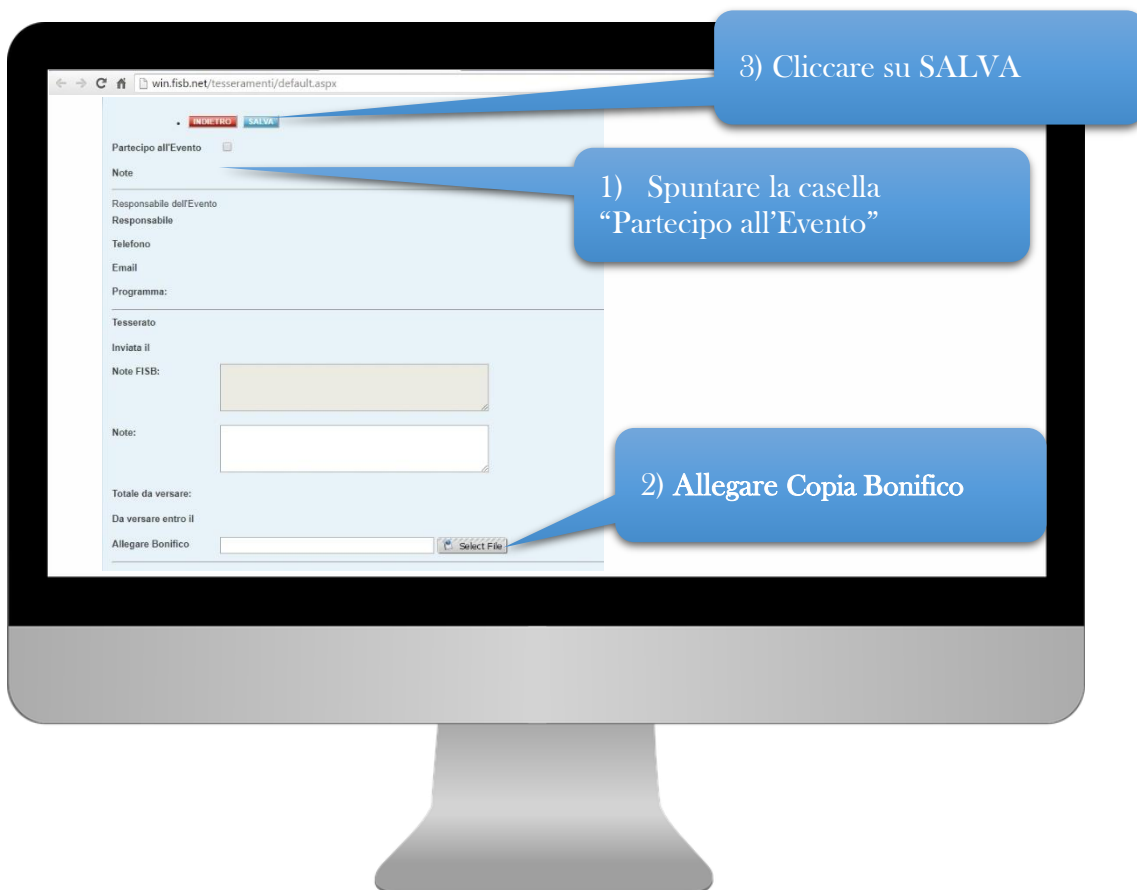 3) Cliccare su SALVA
win.fisb.net/tesseramenti/default.aspx
INDIETRO SALVA
Partecipo all'Evento
Note
1) Spuntare la casella
“Partecipo all’Evento”
Responsabile dell'Evento
Responsabile
Telefono
Email
Programma:
Tesserato
Inviata il
Note FISB:
Note:
2) Allegare Copia Bonifico
Totale da versare:
Da versare entro il
Allegare Bonifico Select File